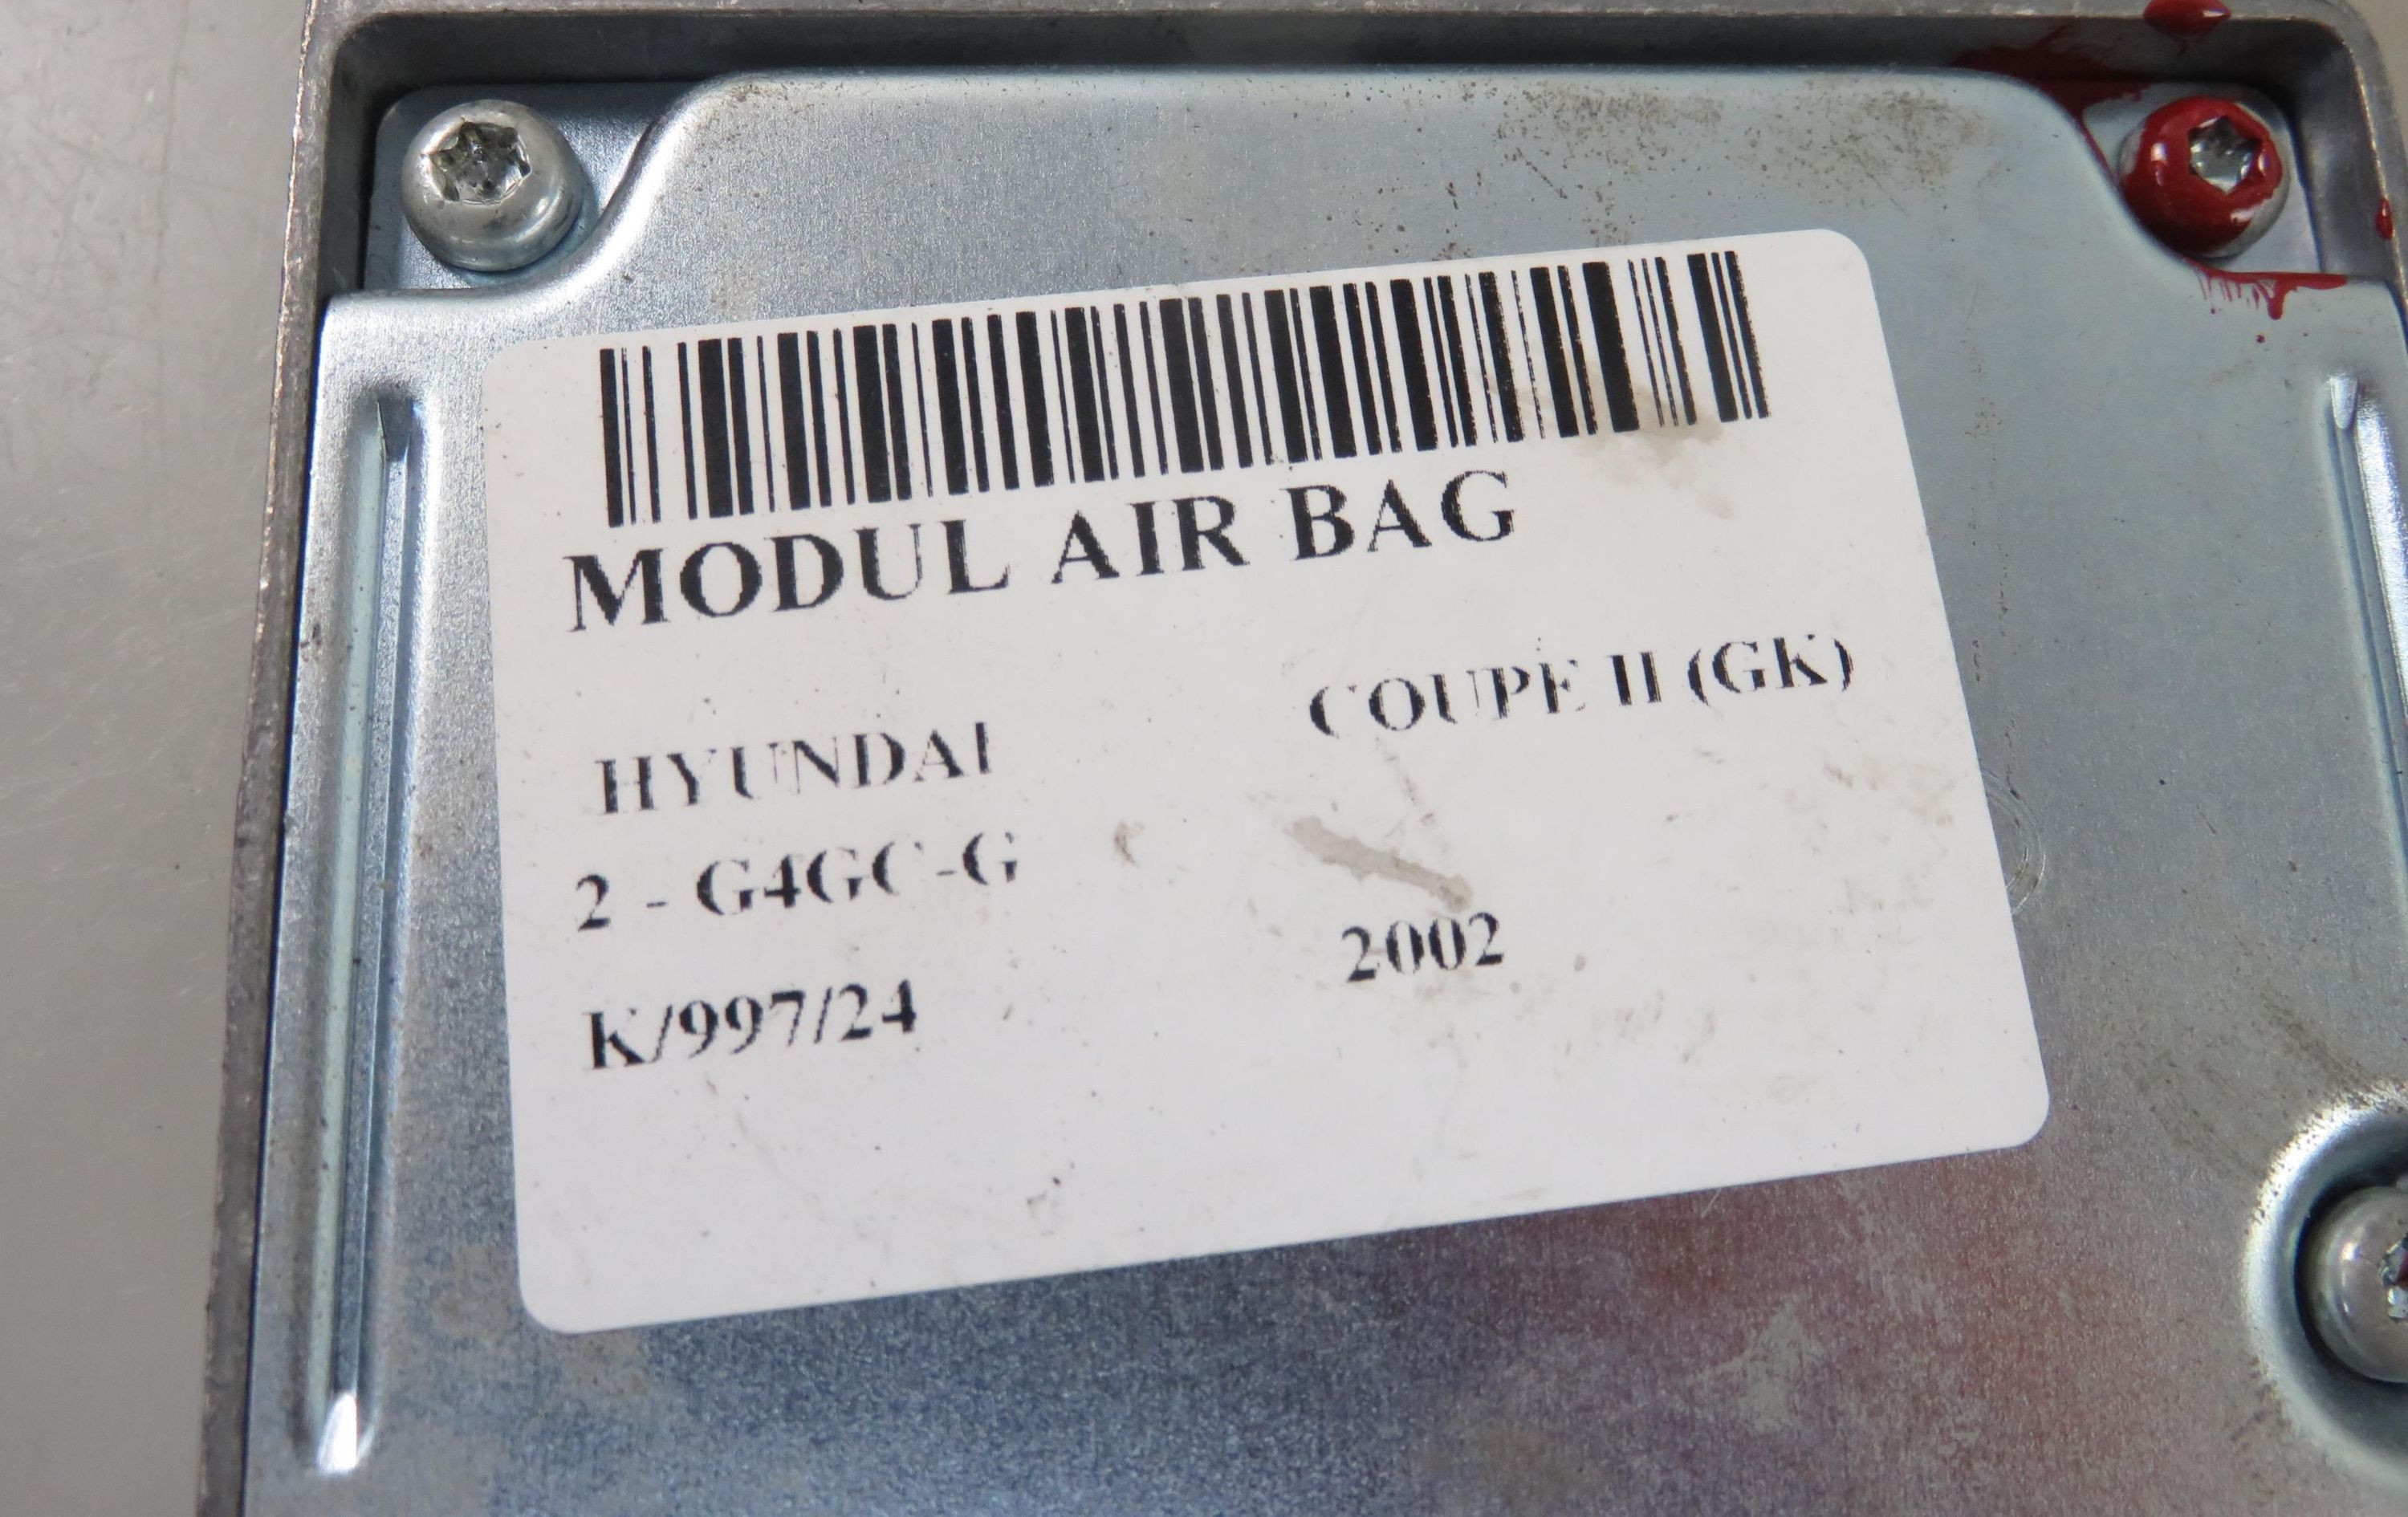 MODUL AIR BAG
HYUNDAI COUPE II (GK)
2 - G4GC-G
K/997/24 2002